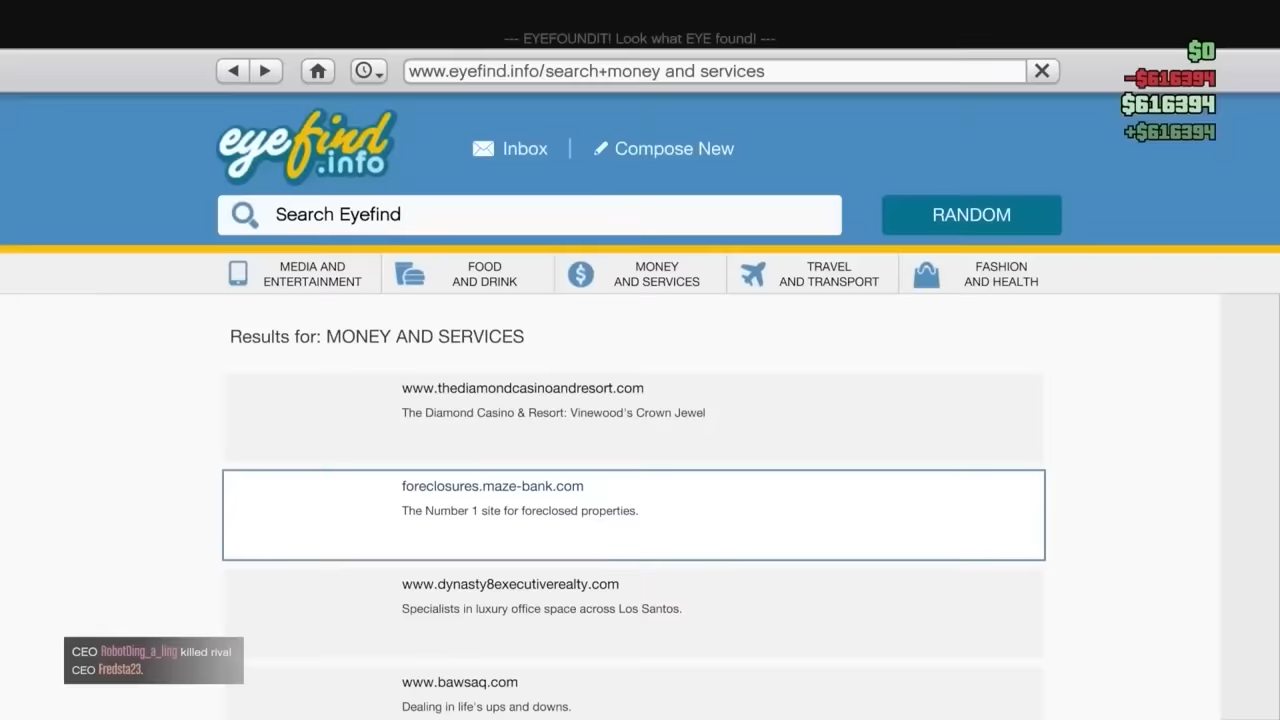 --- EYEFOUNDIT! Look what EYE found! ---
www.eyefind.info/search+money and services
$0
-$616394
$616394
+$616394
eyefind
.info
Inbox
Compose New
Search Eyefind
RANDOM
MEDIA AND
ENTERTAINMENT
FOOD
AND DRINK
MONEY
AND SERVICES
TRAVEL
AND TRANSPORT
FASHION
AND HEALTH
Results for: MONEY AND SERVICES
www.thediamondcasinoandresort.com
The Diamond Casino & Resort: Vinewood's Crown Jewel
foreclosures.maze-bank.com
The Number 1 site for foreclosed properties.
www.dynasty8executiverealty.com
Specialists in luxury office space across Los Santos.
CEO RobotDing_a_ling killed rival
CEO Fredsta23.
www.bawsaq.com
Dealing in life's ups and downs.